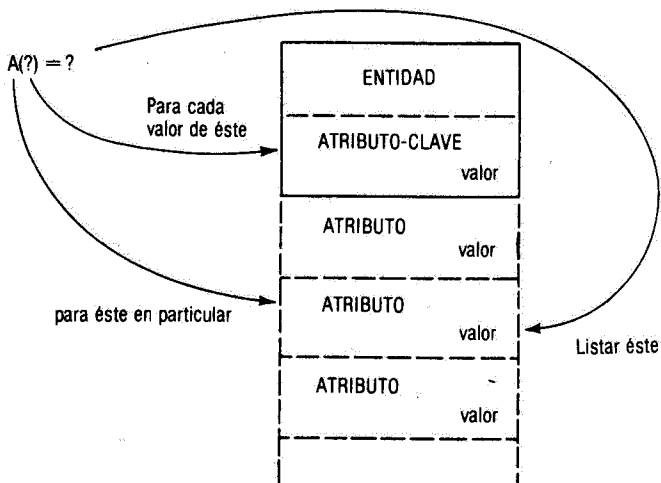 A(?) = ?
Para cada
valor de éste
ENTIDAD
ATRIBUTO-CLAVE
valor
ATRIBUTO
valor
para éste en particular
ATRIBUTO
valor
Listar éste
ATRIBUTO
valor